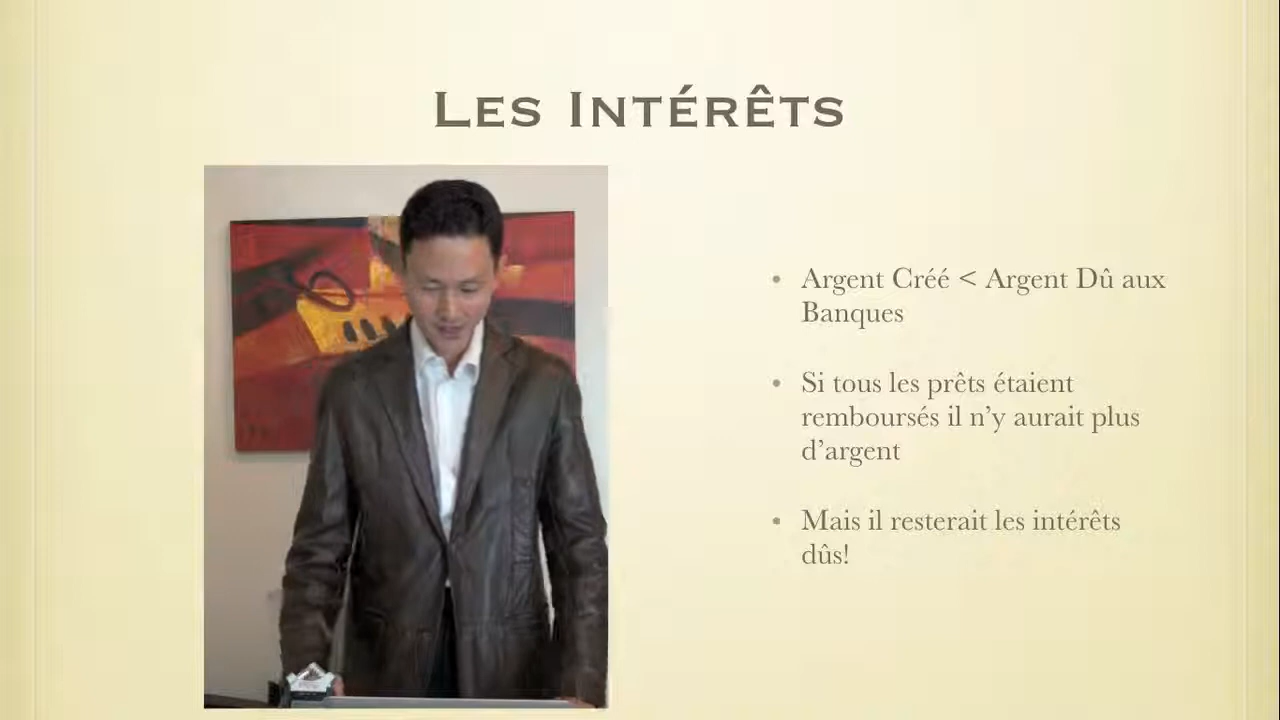 Les Intérêts
• Argent Créé < Argent Dû aux
Banques
• Si tous les prêts étaient
remboursés il n’y aurait plus
d’argent
• Mais il resterait les intérêts
dûs!